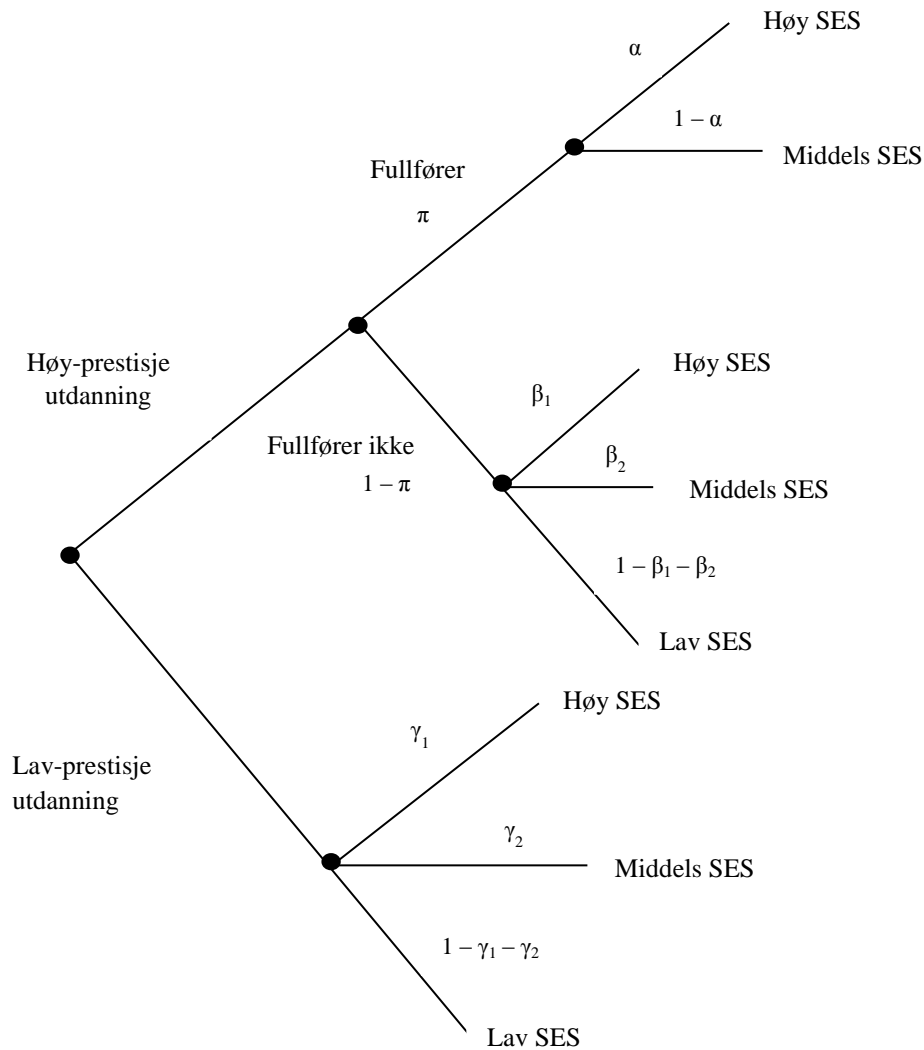 Høy SES
α
1 – α
Middels SES
Fullfører
π
Høy-prestisje
utdanning
Høy SES
β1
β2
Middels SES
Fullfører ikke
1 – π
1 – β1 – β2
Lav SES
Høy SES
γ1
Lav-prestisje
utdanning
γ2
Middels SES
1 – γ1 – γ2
Lav SES